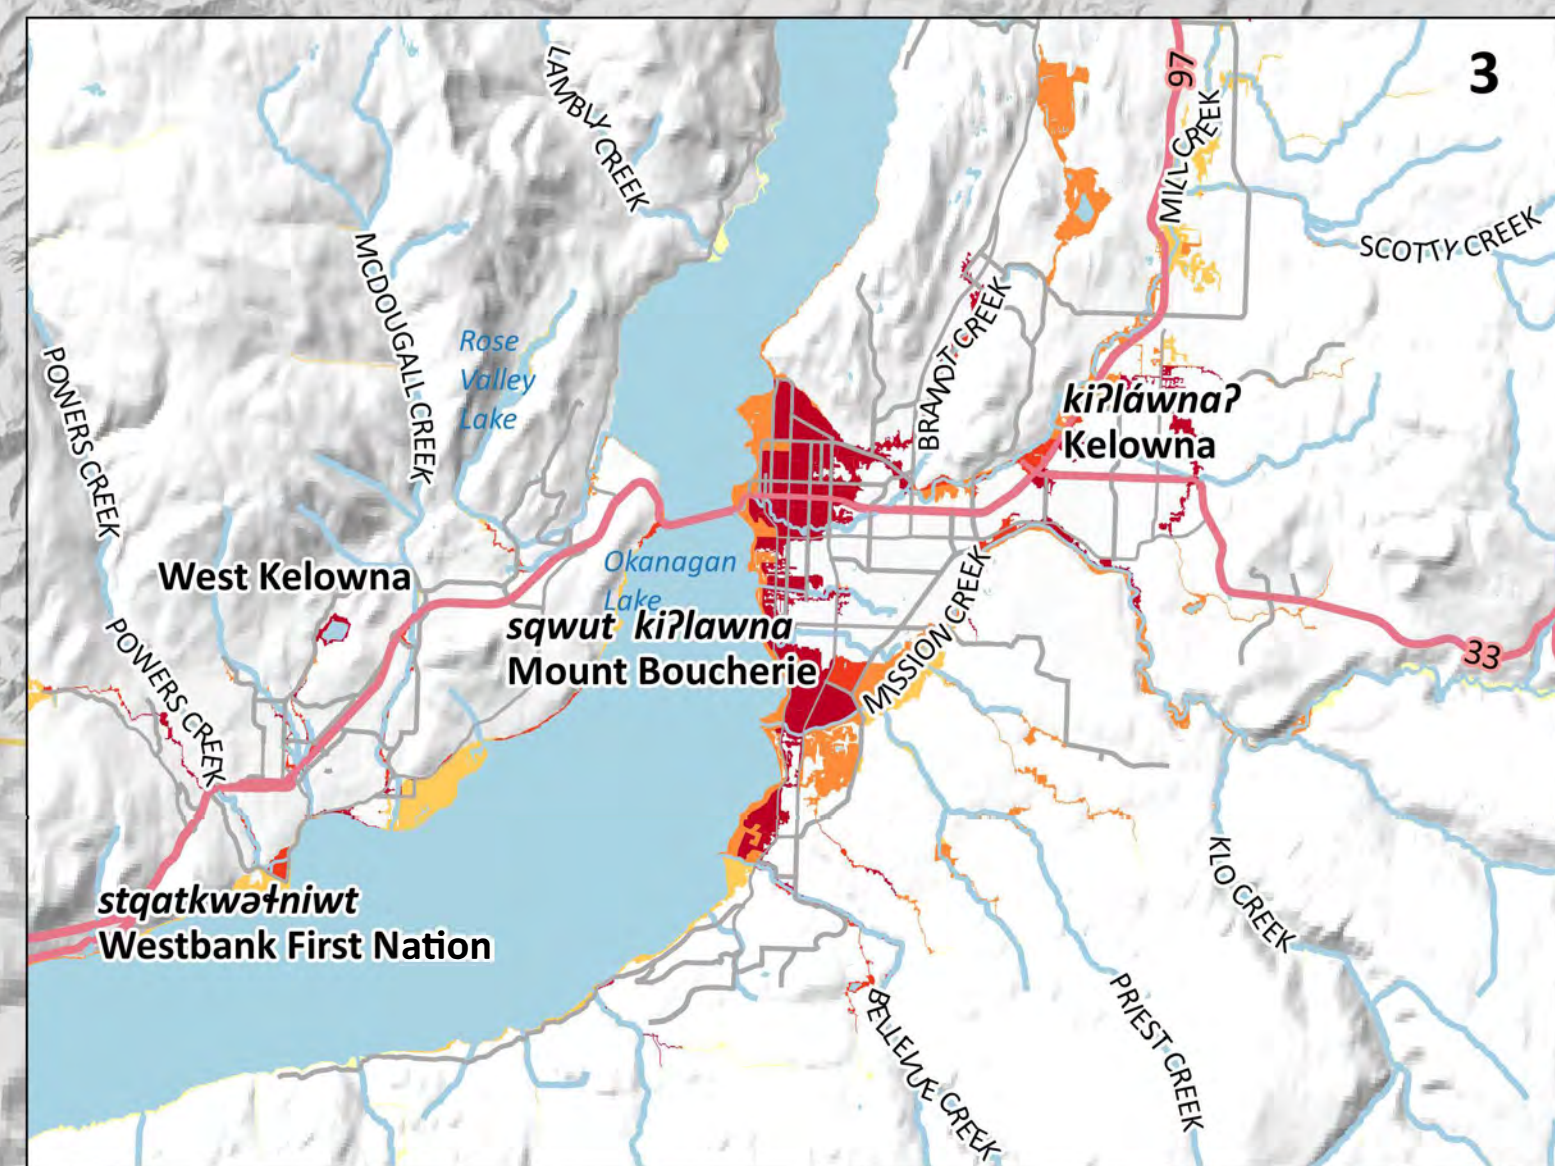 3
97
LAMBLY CREEK
MILL CREEK
SCOTTY CREEK
MCDOUGALL CREEK
Rose
Valley
Lake
BRANDT CREEK
POWERS CREEK
kiʔláwnaʔ
Kelowna
West Kelowna
Okanagan
Lake
sqwut kiʔlawna
Mount Boucherie
MISSION CREEK
33
POWERS CREEK
KLO CREEK
stqatkwəɬniwt
Westbank First Nation
BELLEVUE CREEK
PRIEST CREEK